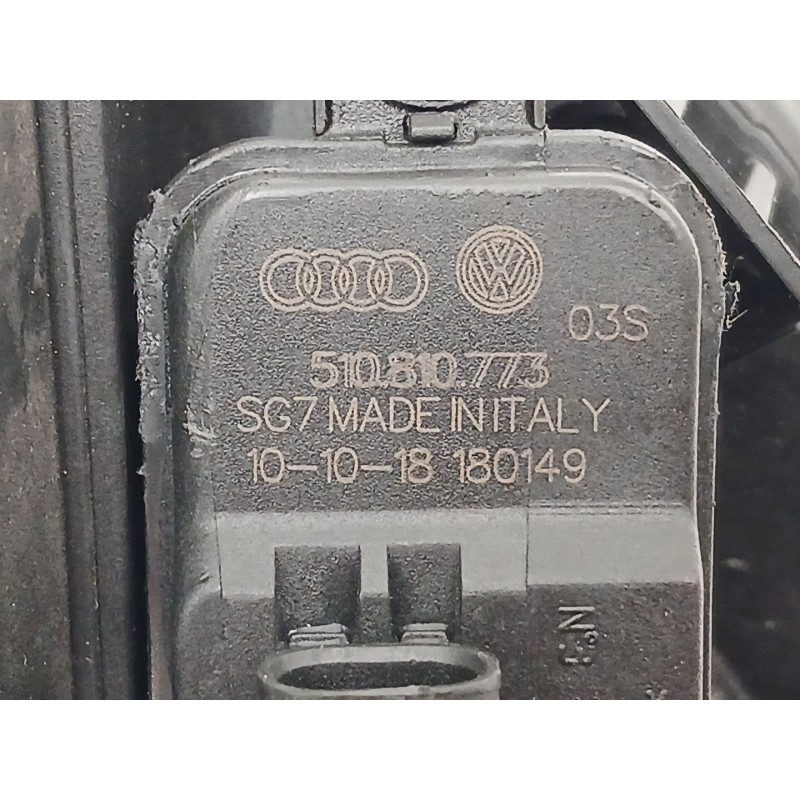 03S
510.810.773
SG7 MADE IN ITALY
10-10-18 180149